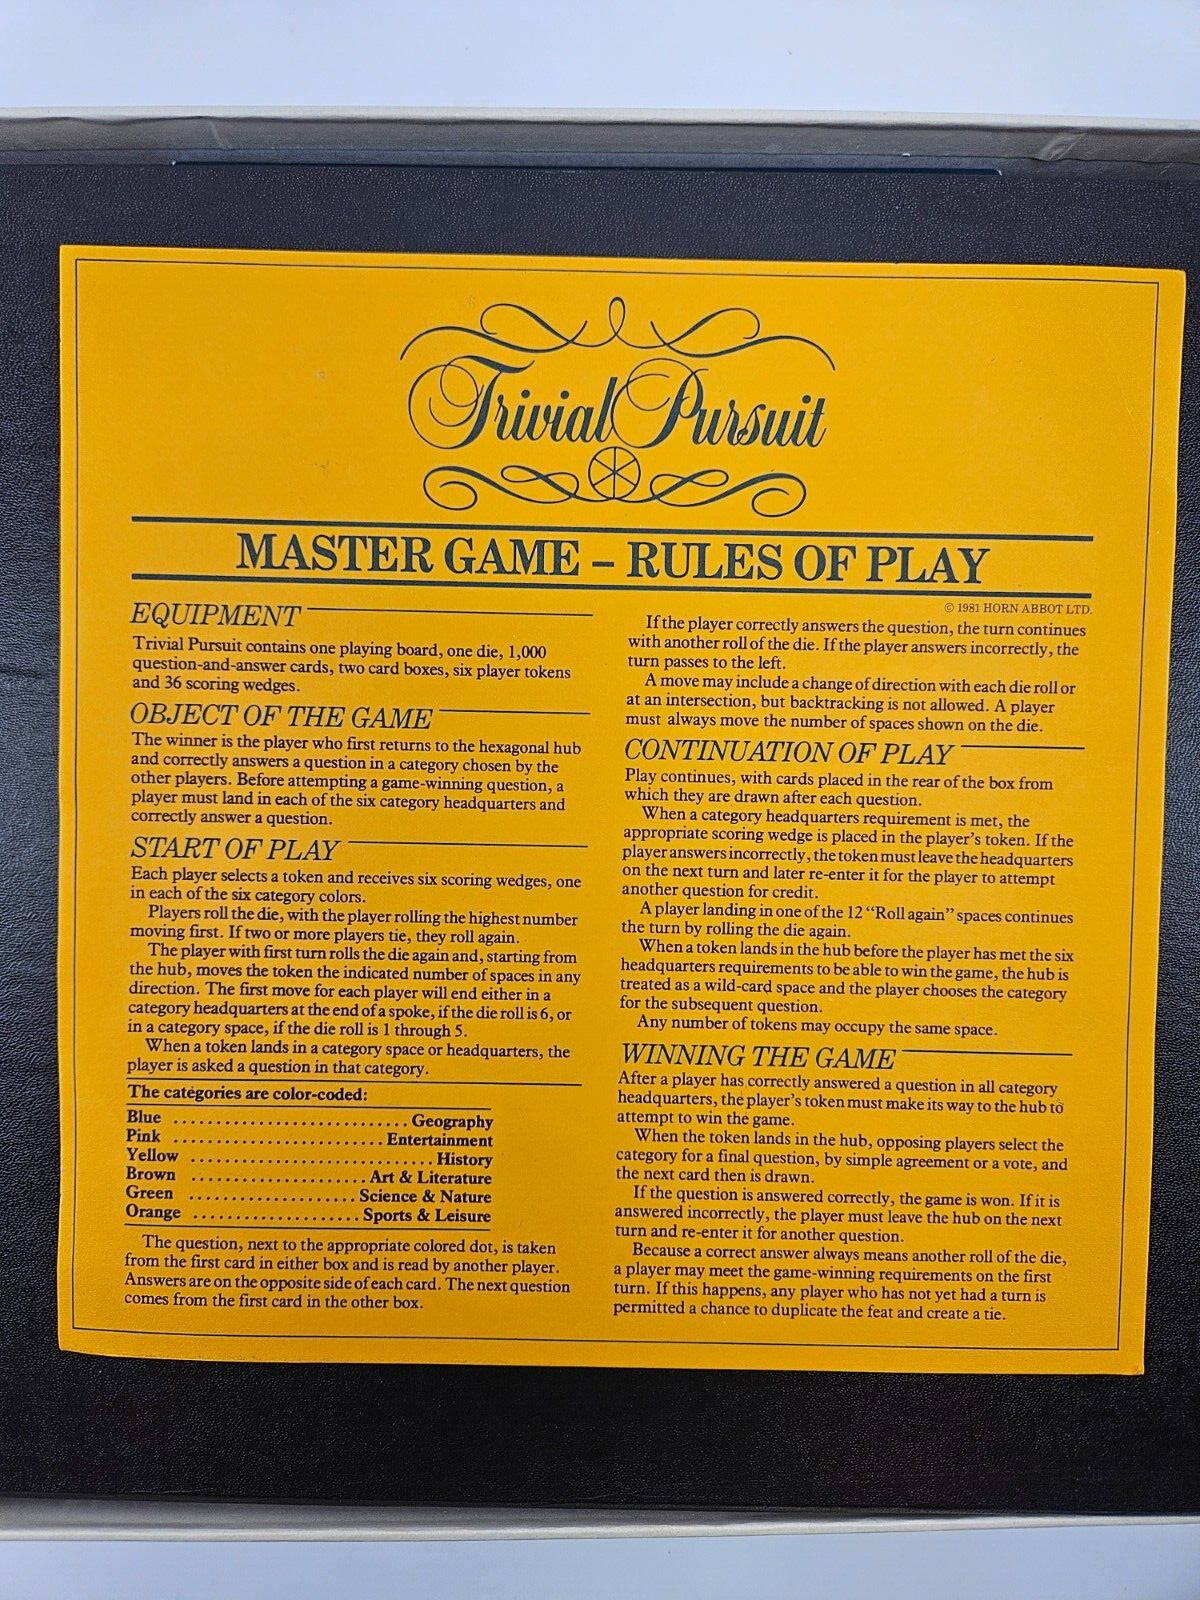 Trivial Pursuit
MASTER GAME – RULES OF PLAY
© 1981 HORN ABBOT LTD.
EQUIPMENT
Trivial Pursuit contains one playing board, one die, 1,000
question-and-answer cards, two card boxes, six player tokens
and 36 scoring wedges.
OBJECT OF THE GAME
The winner is the player who first returns to the hexagonal hub
and correctly answers a question in a category chosen by the
other players. Before attempting a game-winning question, a
player must land in each of the six category headquarters and
correctly answer a question.
START OF PLAY
Each player selects a token and receives six scoring wedges, one
in each of the six category colors.
Players roll the die, with the player rolling the highest number
moving first. If two or more players tie, they roll again.
The player with first turn rolls the die again and, starting from
the hub, moves the token the indicated number of spaces in any
direction. The first move for each player will end either in a
category headquarters at the end of a spoke, if the die roll is 6, or
in a category space, if the die roll is 1 through 5.
When a token lands in a category space or headquarters, the
player is asked a question in that category.
The categories are color-coded:
Blue ........................... Geography
Pink ........................ Entertainment
Yellow ............................ History
Brown .................... Art & Literature
Green ................... Science & Nature
Orange ................... Sports & Leisure
The question, next to the appropriate colored dot, is taken
from the first card in either box and is read by another player.
Answers are on the opposite side of each card. The next question
comes from the first card in the other box.
If the player correctly answers the question, the turn continues
with another roll of the die. If the player answers incorrectly, the
turn passes to the left.
A move may include a change of direction with each die roll or
at an intersection, but backtracking is not allowed. A player
must always move the number of spaces shown on the die.
CONTINUATION OF PLAY
Play continues, with cards placed in the rear of the box from
which they are drawn after each question.
When a category headquarters requirement is met, the
appropriate scoring wedge is placed in the player's token. If the
player answers incorrectly, the token must leave the headquarters
on the next turn and later re-enter it for the player to attempt
another question for credit.
A player landing in one of the 12 "Roll again" spaces continues
the turn by rolling the die again.
When a token lands in the hub before the player has met the six
headquarters requirements to be able to win the game, the hub is
treated as a wild-card space and the player chooses the category
for the subsequent question.
Any number of tokens may occupy the same space.
WINNING THE GAME
After a player has correctly answered a question in all category
headquarters, the player's token must make its way to the hub to
attempt to win the game.
When the token lands in the hub, opposing players select the
category for a final question, by simple agreement or a vote, and
the next card then is drawn.
If the question is answered correctly, the game is won. If it is
answered incorrectly, the player must leave the hub on the next
turn and re-enter it for another question.
Because a correct answer always means another roll of the die,
a player may meet the game-winning requirements on the first
turn. If this happens, any player who has not yet had a turn is
permitted a chance to duplicate the feat and create a tie.